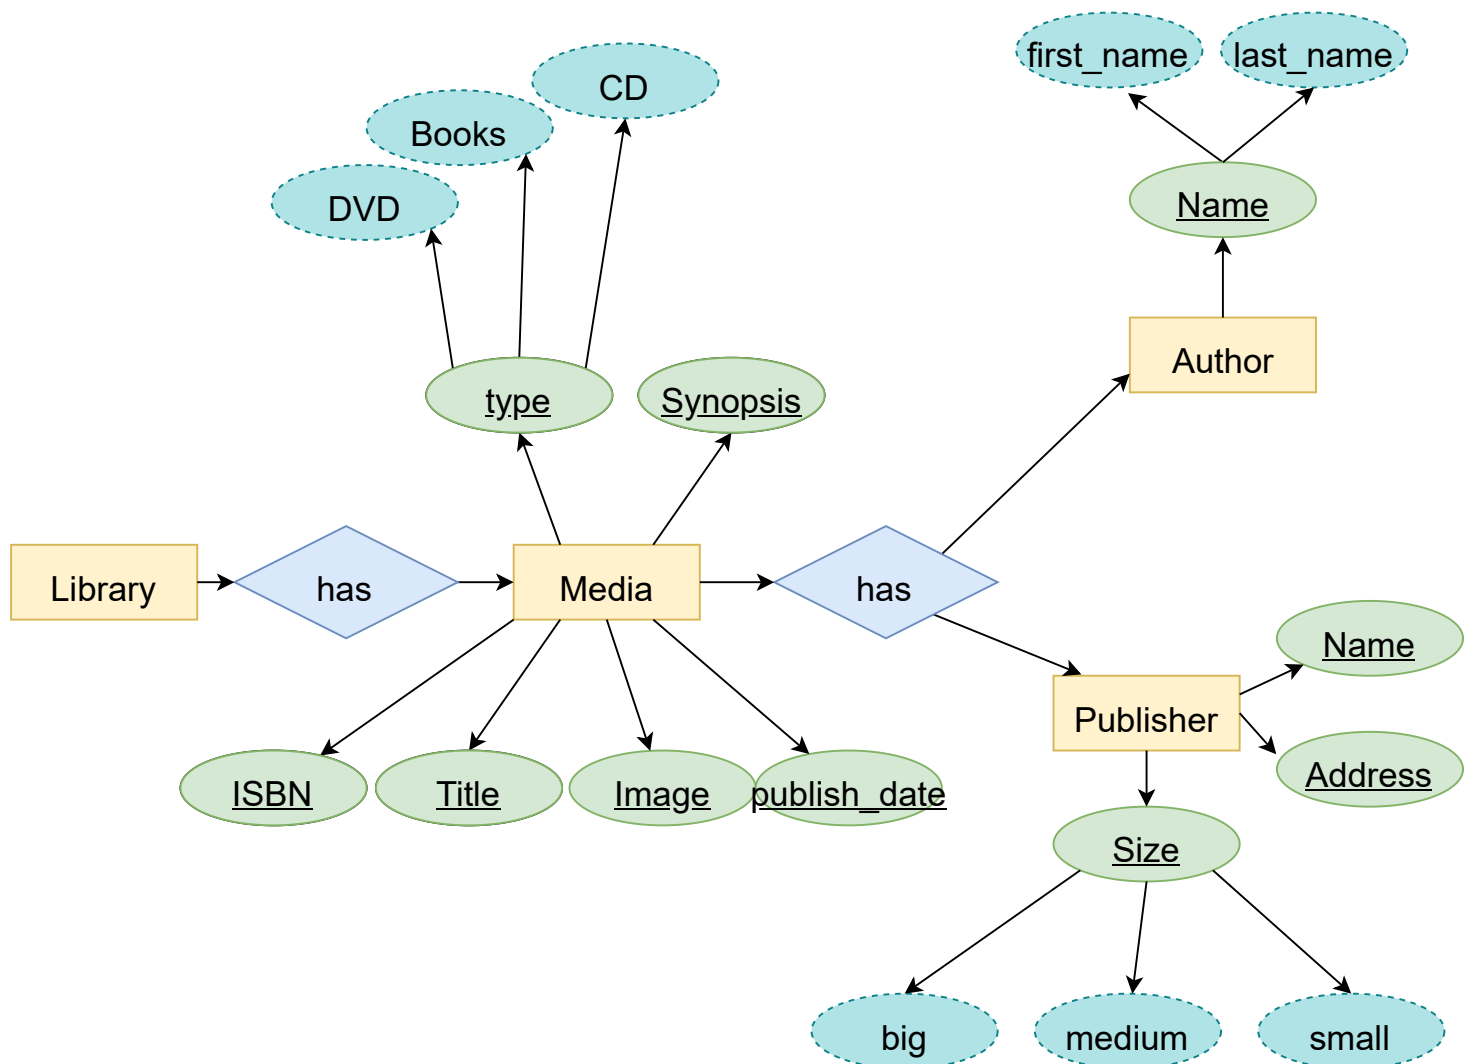 first_name
last_name
CD
Books
DVD
Name
Author
type
Synopsis
Library
has
Media
has
Name
Publisher
Address
ISBN
Title
Image
publish_date
Size
big
medium
small